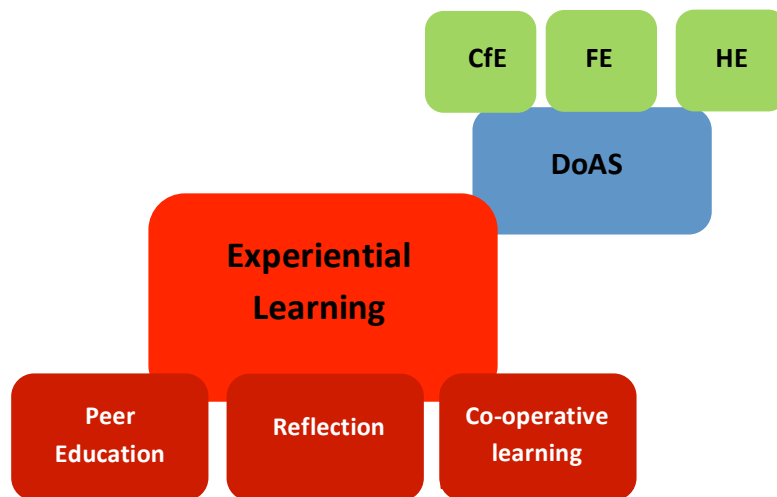 CfE
FE
HE
DoAS
Experiential
Learning
Peer
Education
Reflection
Co-operative
learning